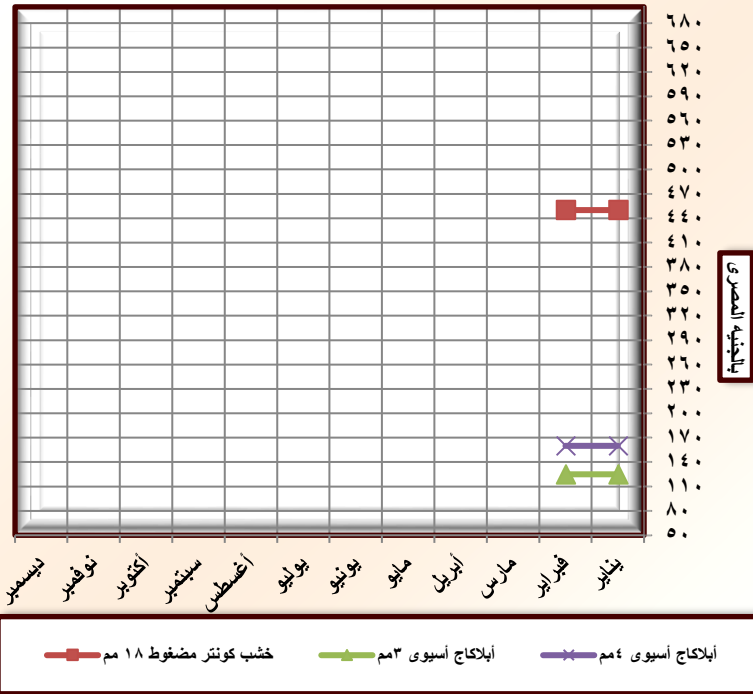 ٦٨٠
٦٥٠
٦٢٠
٥٩٠
٥٦٠
٥٣٠
٥٠٠
٤٧٠
٤٤٠
٤١٠
٣٨٠
٣٥٠
٣٢٠
٢٩٠
٢٦٠
٢٣٠
٢٠٠
١٧٠
١٤٠
١١٠
٨٠
٥٠
بالجنيه المصرى
يناير
فبراير
مارس
أبريل
مايو
يونيو
يوليو
أغسطس
سبتمبر
أكتوبر
نوفمبر
ديسمبر
أبلاكاج أسيوى ٤مم
أبلاكاج أسيوى ٣مم
خشب كونتر مضغوط ١٨ مم